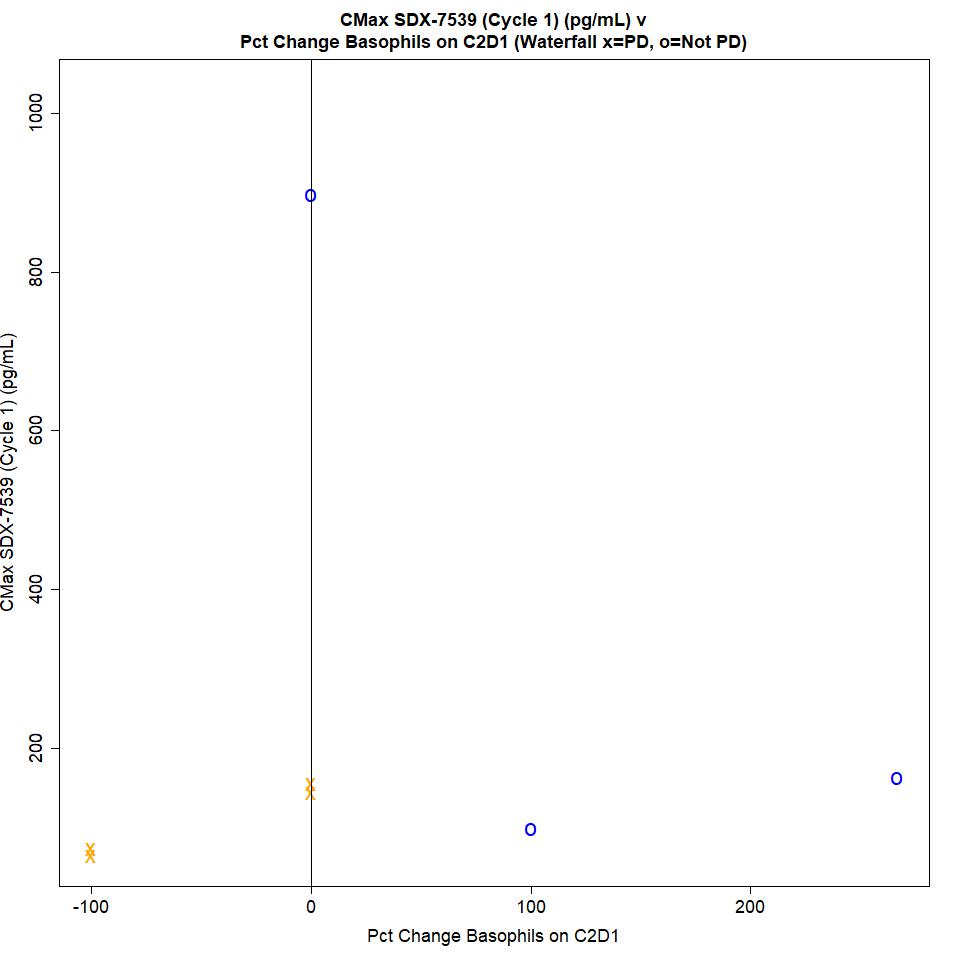 CMax SDX-7539 (Cycle 1) (pg/mL) v
Pct Change Basophils on C2D1 (Waterfall x=PD, o=Not PD)
CMax SDX-7539 (Cycle 1) (pg/mL)
1000
800
600
400
200
o
x
x
o
o
x
x
-100
0
100
200
Pct Change Basophils on C2D1